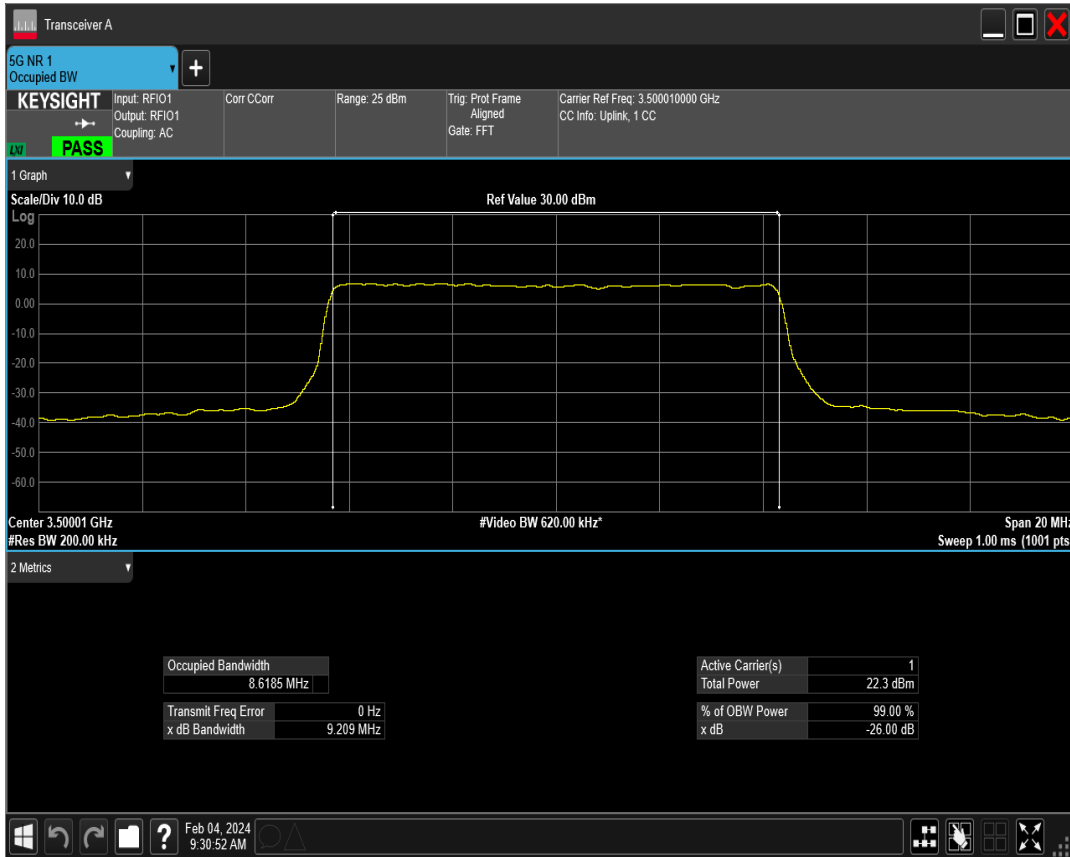 Transceiver A
5G NR 1
Occupied BW
KEYSIGHT
LXI
PASS
Input: RFIO1
Output: RFIO1
Coupling: AC
Corr CCorr
Range: 25 dBm
Trig: Prot Frame
Aligned
Gate: FFT
Carrier Ref Freq: 3.500010000 GHz
CC Info: Uplink, 1 CC
1 Graph
Scale/Div 10.0 dB
Ref Value 30.00 dBm
Log
20.0
10.0
0.00
-10.0
-20.0
-30.0
-40.0
-50.0
-60.0
Center 3.50001 GHz
#Video BW 620.00 kHz*
Span 20 MHz
#Res BW 200.00 kHz
Sweep 1.00 ms (1001 pts
2 Metrics
Occupied Bandwidth
8.6185 MHz
Transmit Freq Error 0 Hz
x dB Bandwidth 9.209 MHz
Active Carrier(s) 1
Total Power 22.3 dBm
% of OBW Power 99.00 %
x dB -26.00 dB
?
Feb 04, 2024
9:30:52 AM